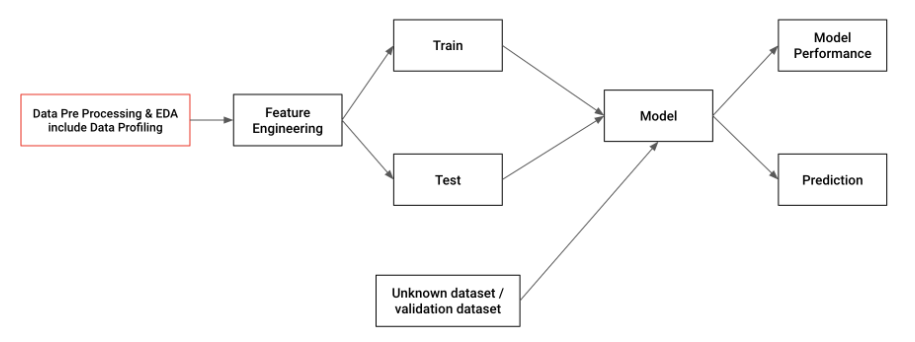 Data Pre Processing & EDA
include Data Profiling
Feature
Engineering
Train
Test
Unknown dataset /
validation dataset
Model
Model
Performance
Prediction